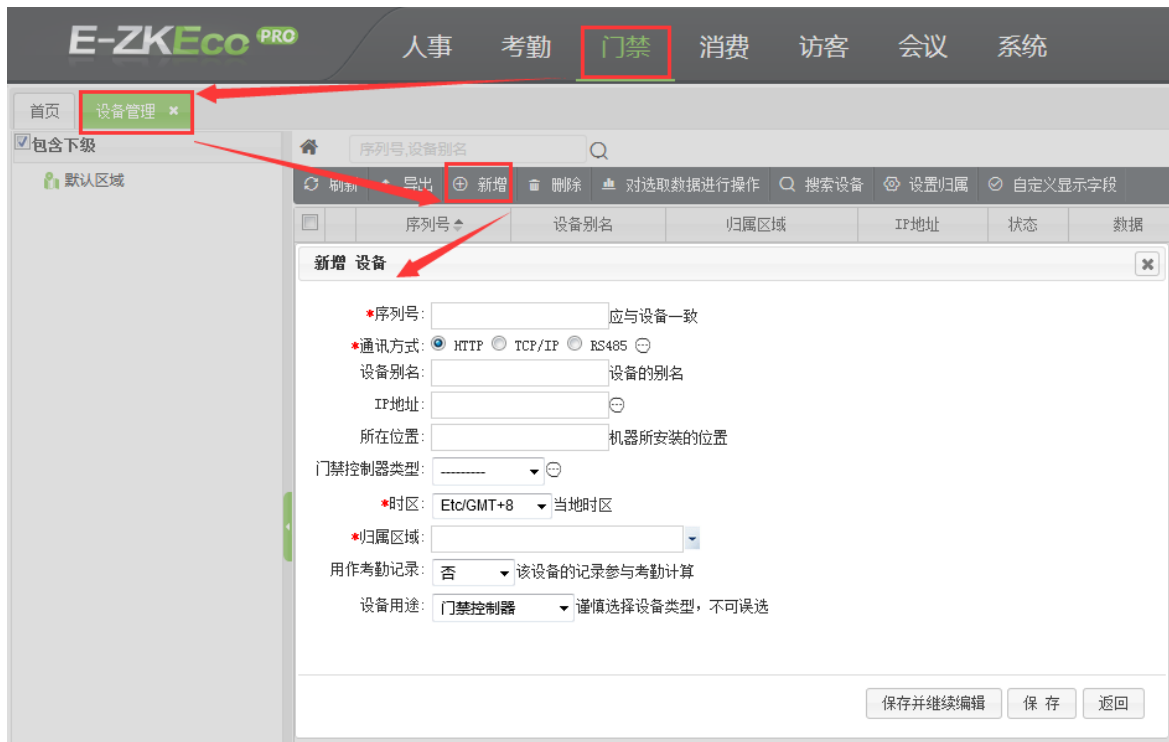 E-ZKEco PRO
人事 考勤 门禁 消费 访客 会议 系统
首页 设备管理 ×
包含下级
序列号,设备别名
默认区域
刷新 导出 新增 删除 对选取数据进行操作 搜索设备 设置归属 自定义显示字段
序列号 设备别名 归属区域 IP地址 状态 数据
新增 设备
*序列号: 应与设备一致
*通讯方式: HTTP TCP/IP RS485
设备别名: 设备的别名
IP地址:
所在位置: 机器所安装的位置
门禁控制器类型: ---------
*时区: Etc/GMT+8 当地时区
*归属区域:
用作考勤记录: 否 该设备的记录参与考勤计算
设备用途: 门禁控制器 谨慎选择设备类型，不可误选
保存并继续编辑 保 存 返回